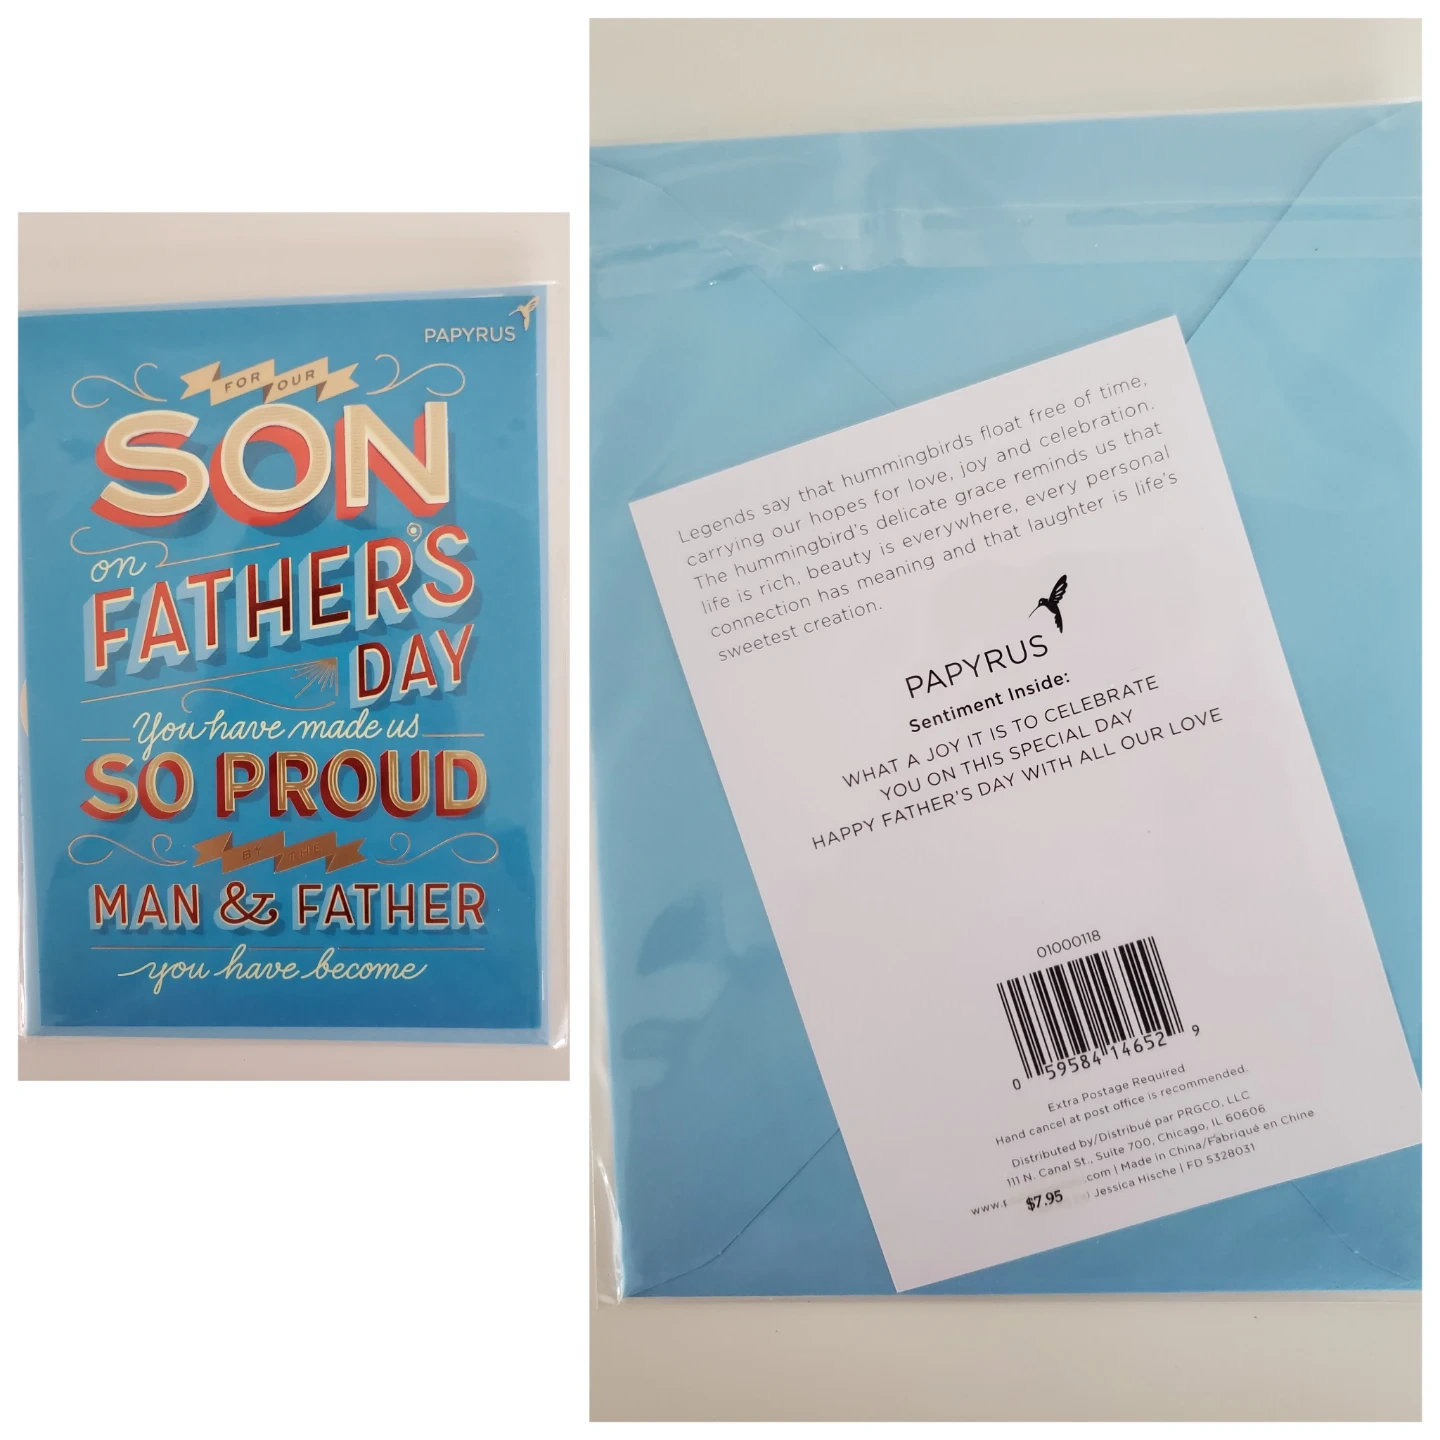 PAPYRUS
FOR OUR
SON
on
FATHER'S
DAY
You have made us
SO PROUD
BY THE
MAN & FATHER
you have become
Legends say that hummingbirds float free of time,
carrying our hopes for love, joy and celebration.
The hummingbird's delicate grace reminds us that
life is rich, beauty is everywhere, every personal
connection has meaning and that laughter is life's
sweetest creation.
PAPYRUS
Sentiment Inside:
WHAT A JOY IT IS TO CELEBRATE
YOU ON THIS SPECIAL DAY
HAPPY FATHER'S DAY WITH ALL OUR LOVE
01000118
0 59584 14652 9
Extra Postage Required
Hand cancel at post office is recommended.
Distributed by/Distribué par PRGCO, LLC
111 N. Canal St., Suite 700, Chicago, IL 60606
.com | Made in China/Fabriqué en Chine
www. $7.95 Jessica Hische | FD 5328031